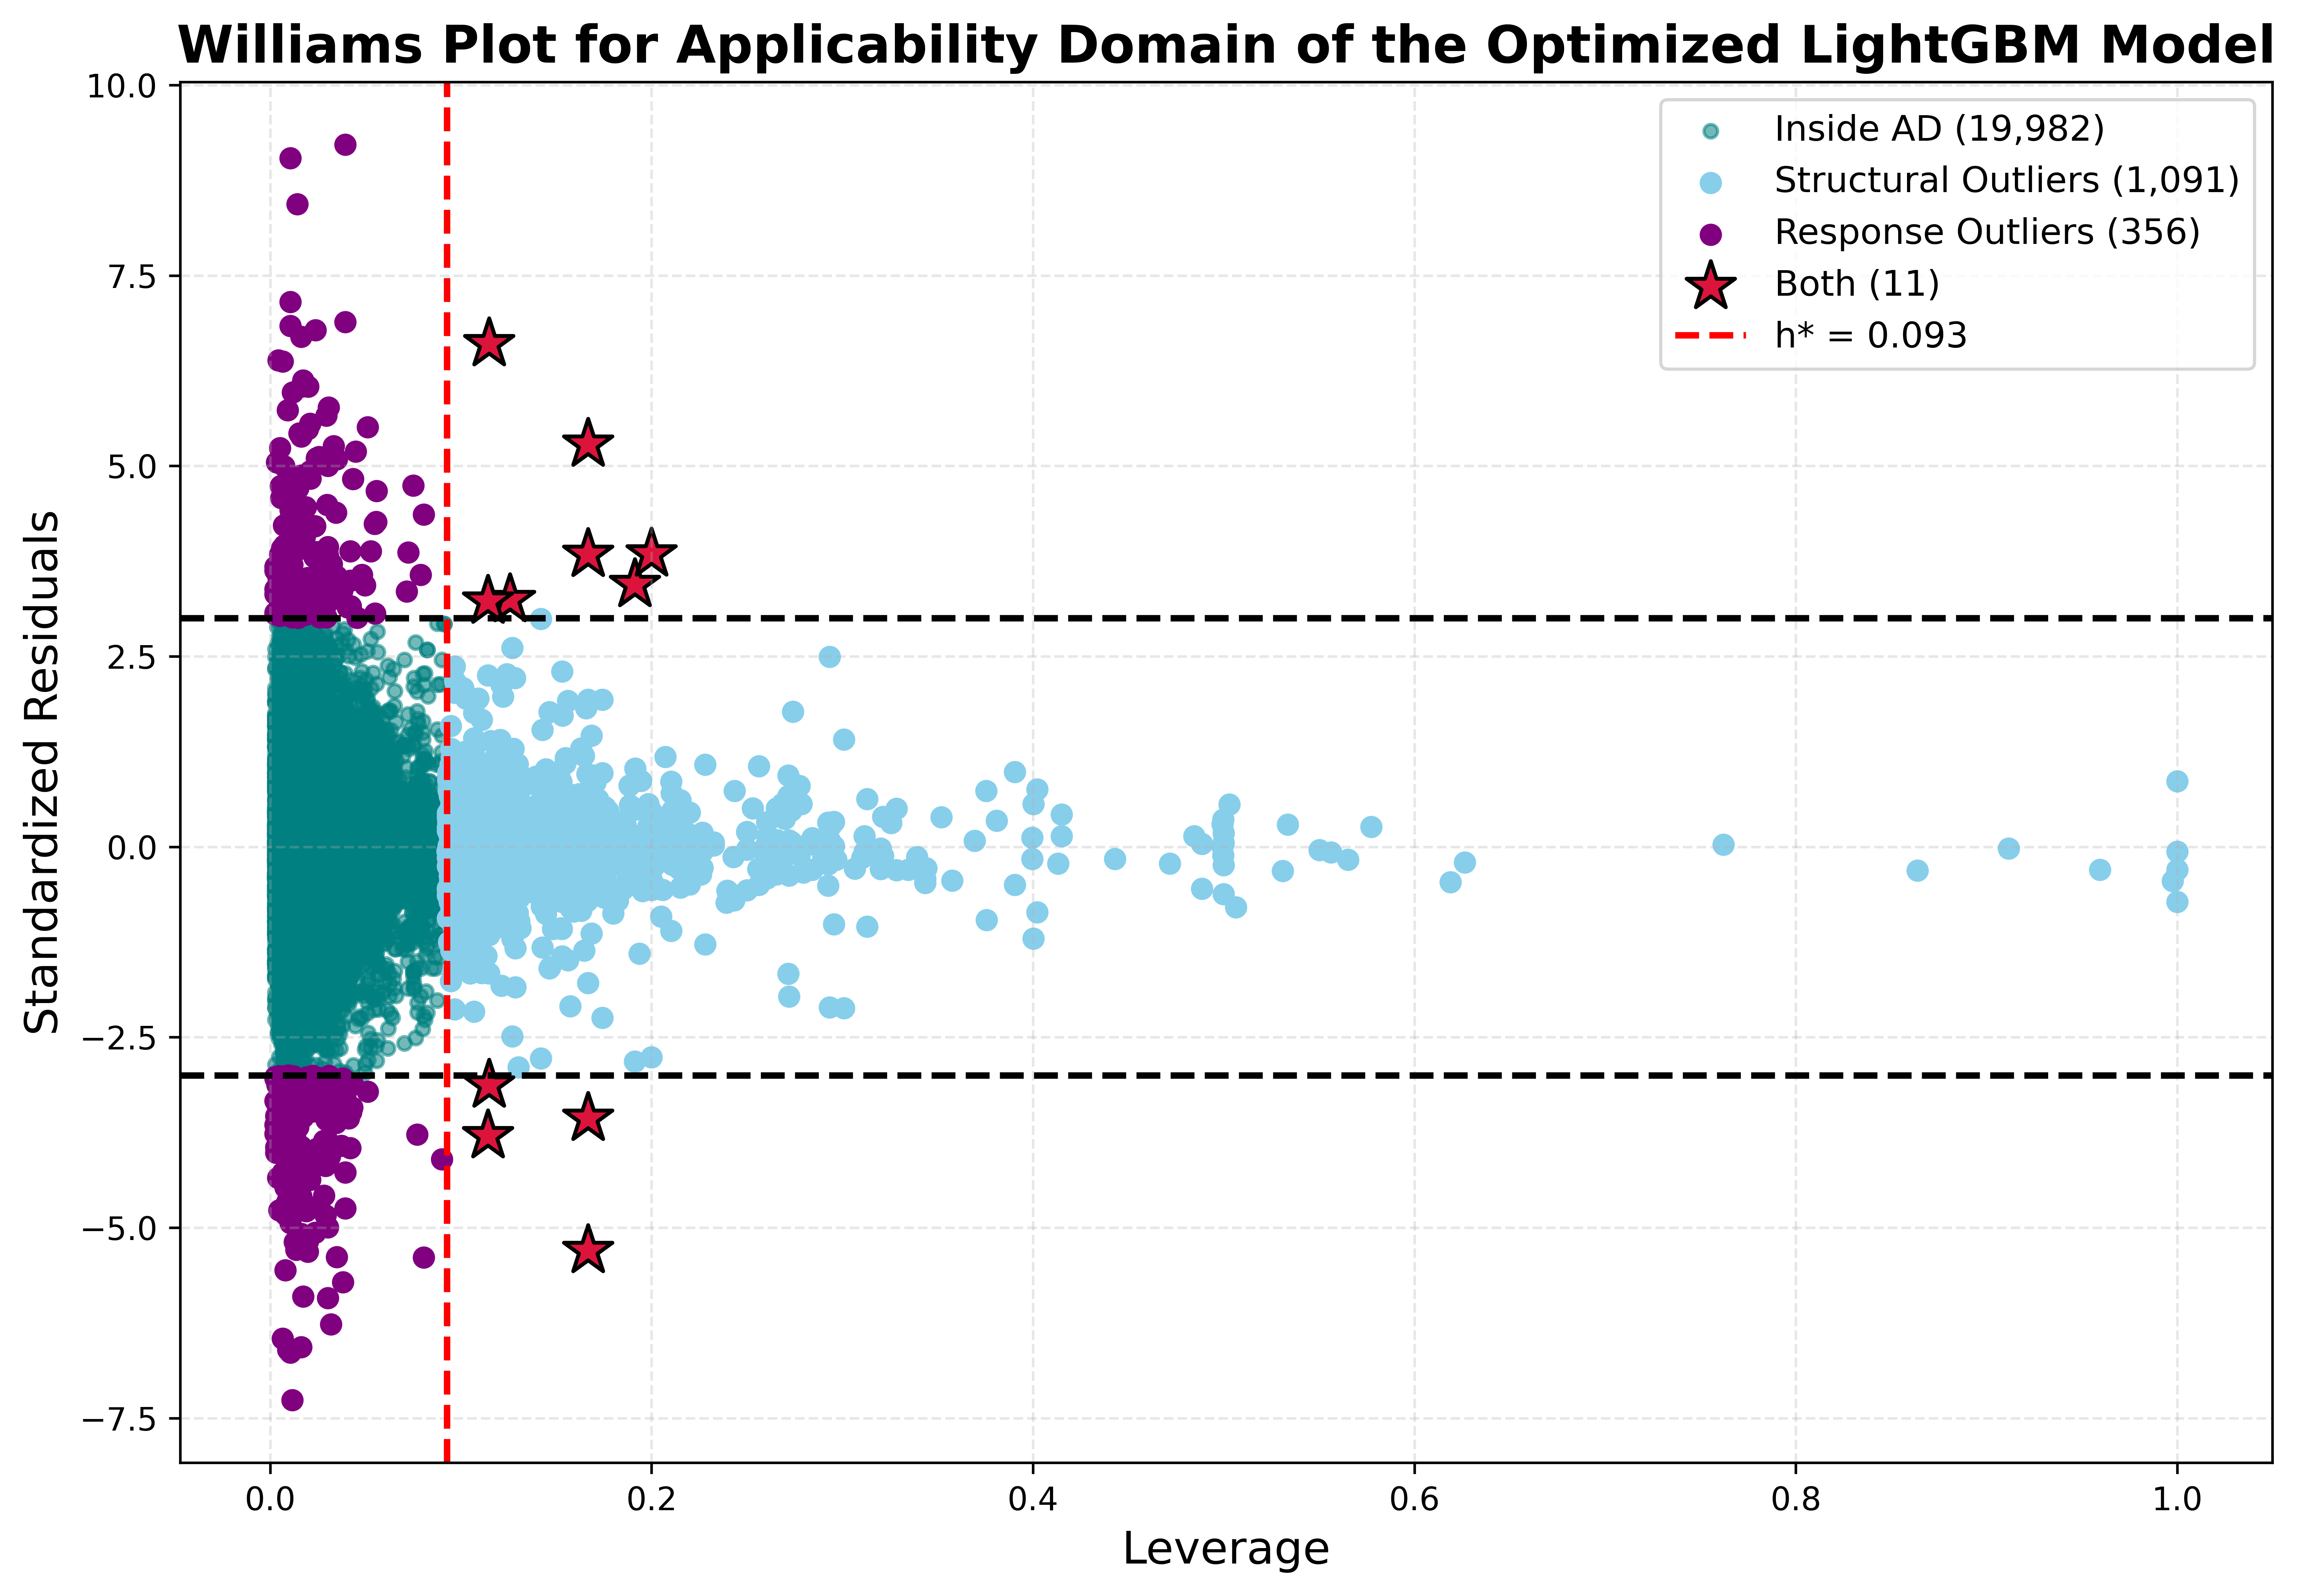 Williams Plot for Applicability Domain of the Optimized LightGBM Model
Inside AD (19,982)
Structural Outliers (1,091)
Response Outliers (356)
Both (11)
h* = 0.093
Standardized Residuals
10.0
7.5
5.0
2.5
0.0
−2.5
−5.0
−7.5
0.0 0.2 0.4 0.6 0.8 1.0
Leverage